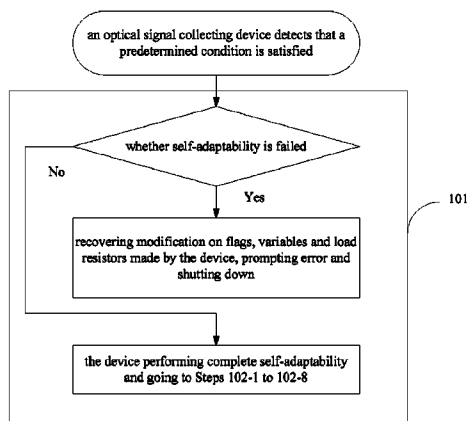 an optical signal collecting device detects that a
predetermined condition is satisfied
whether self-adaptability is failed
No
Yes
101
recovering modification on flags, variables and load
resistors made by the device, prompting error and
shutting down
the device performing complete self-adaptability
and going to Steps 102-1 to 102-8